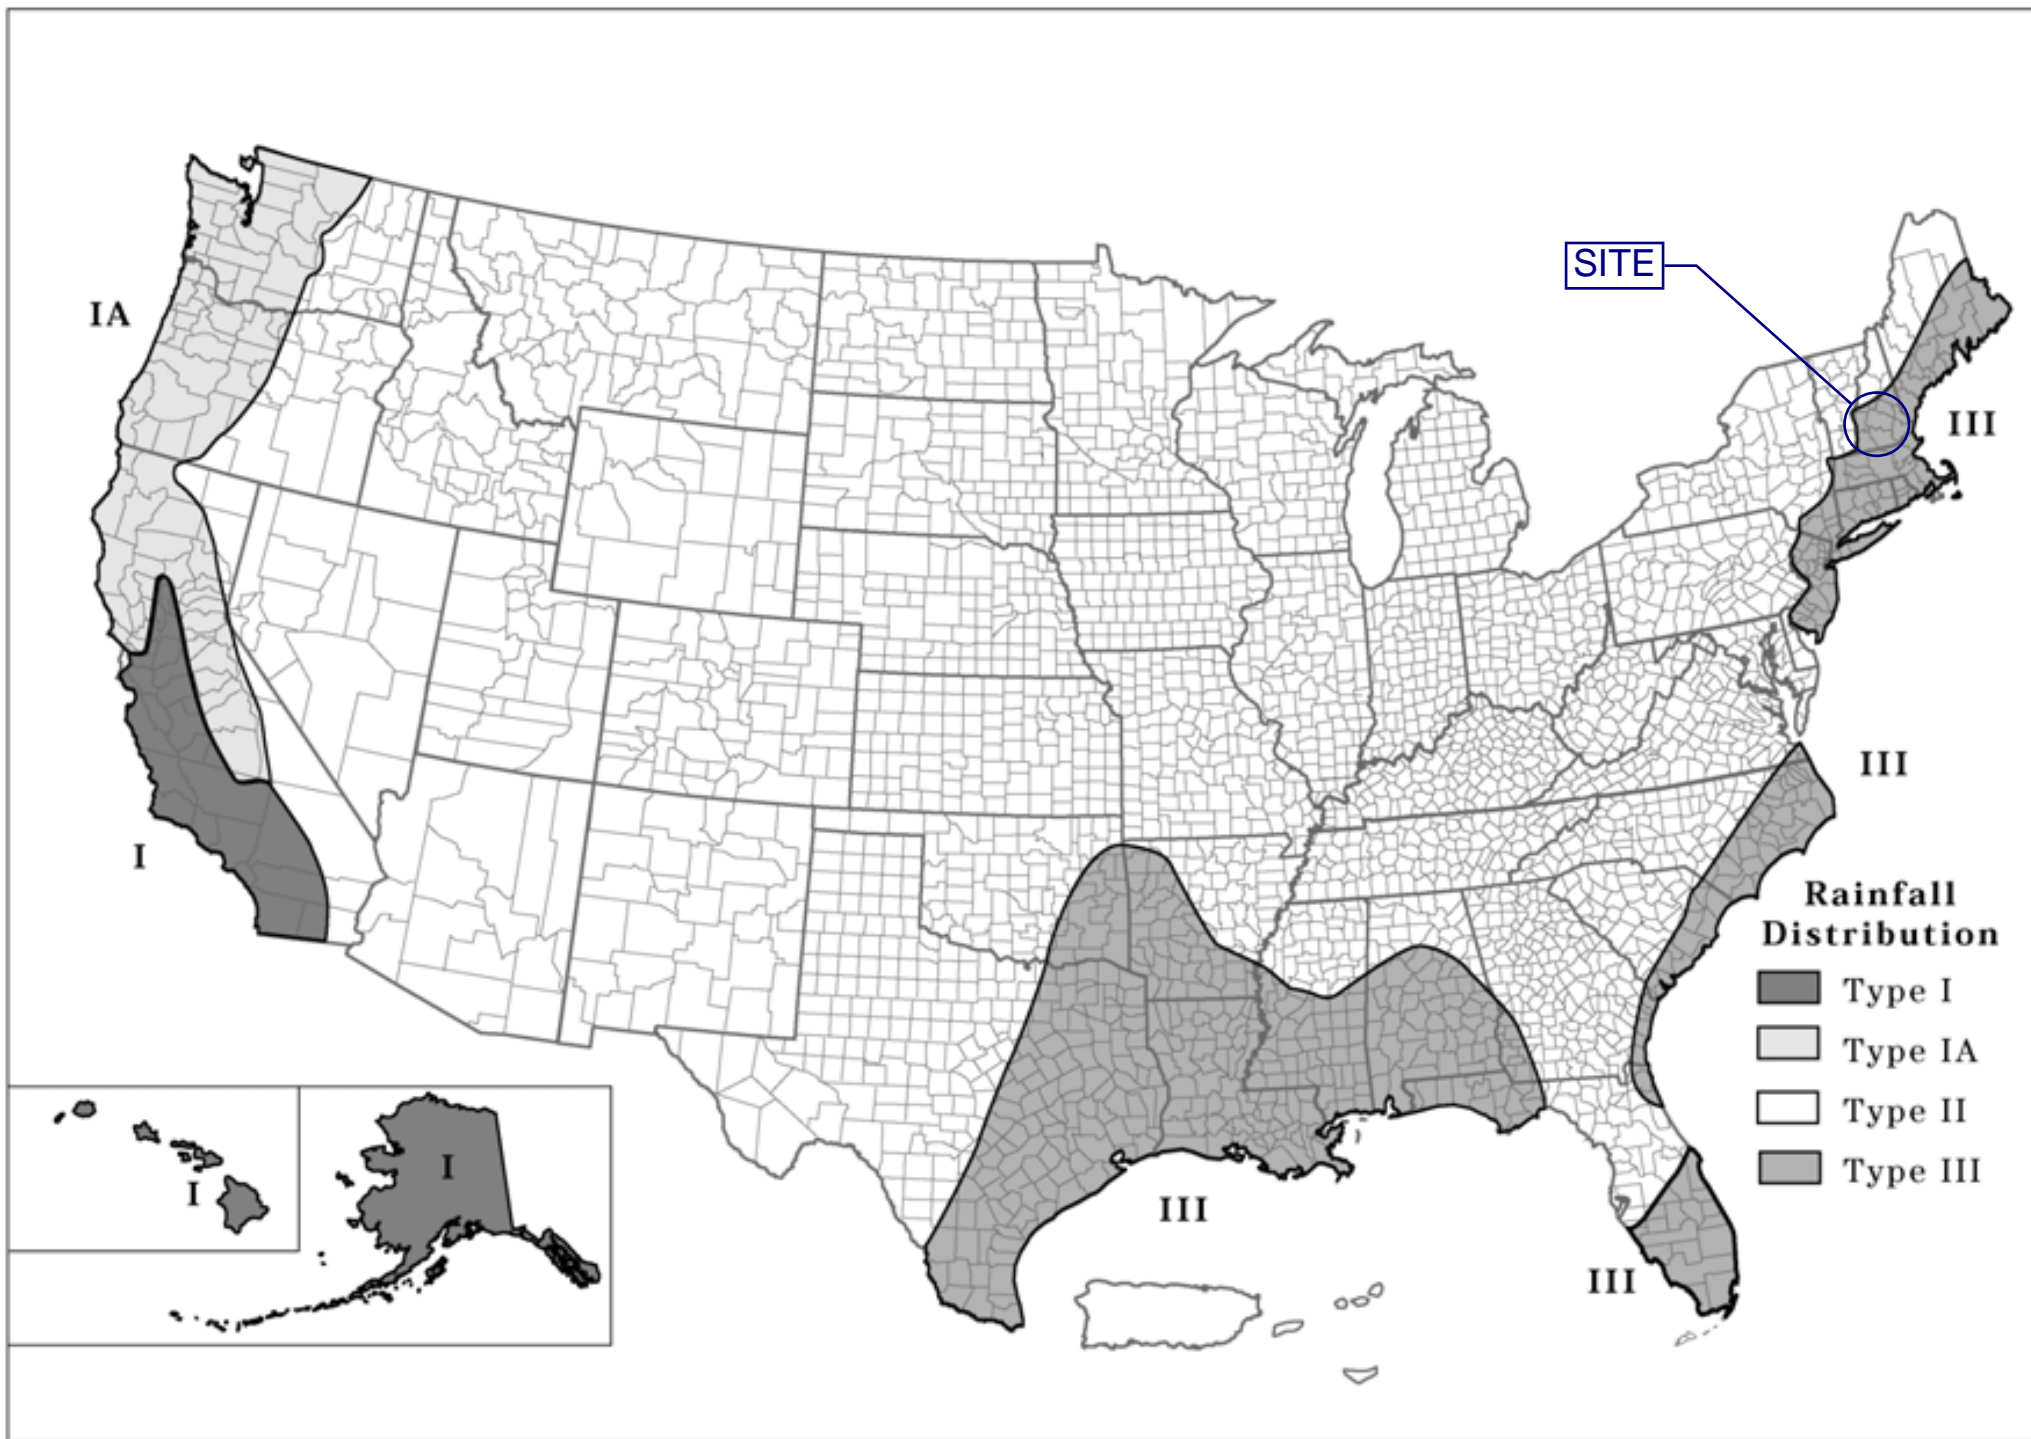 SITE
IA
III
III
I
Rainfall
Distribution
Type I
Type IA
Type II
Type III
I
I
III
III